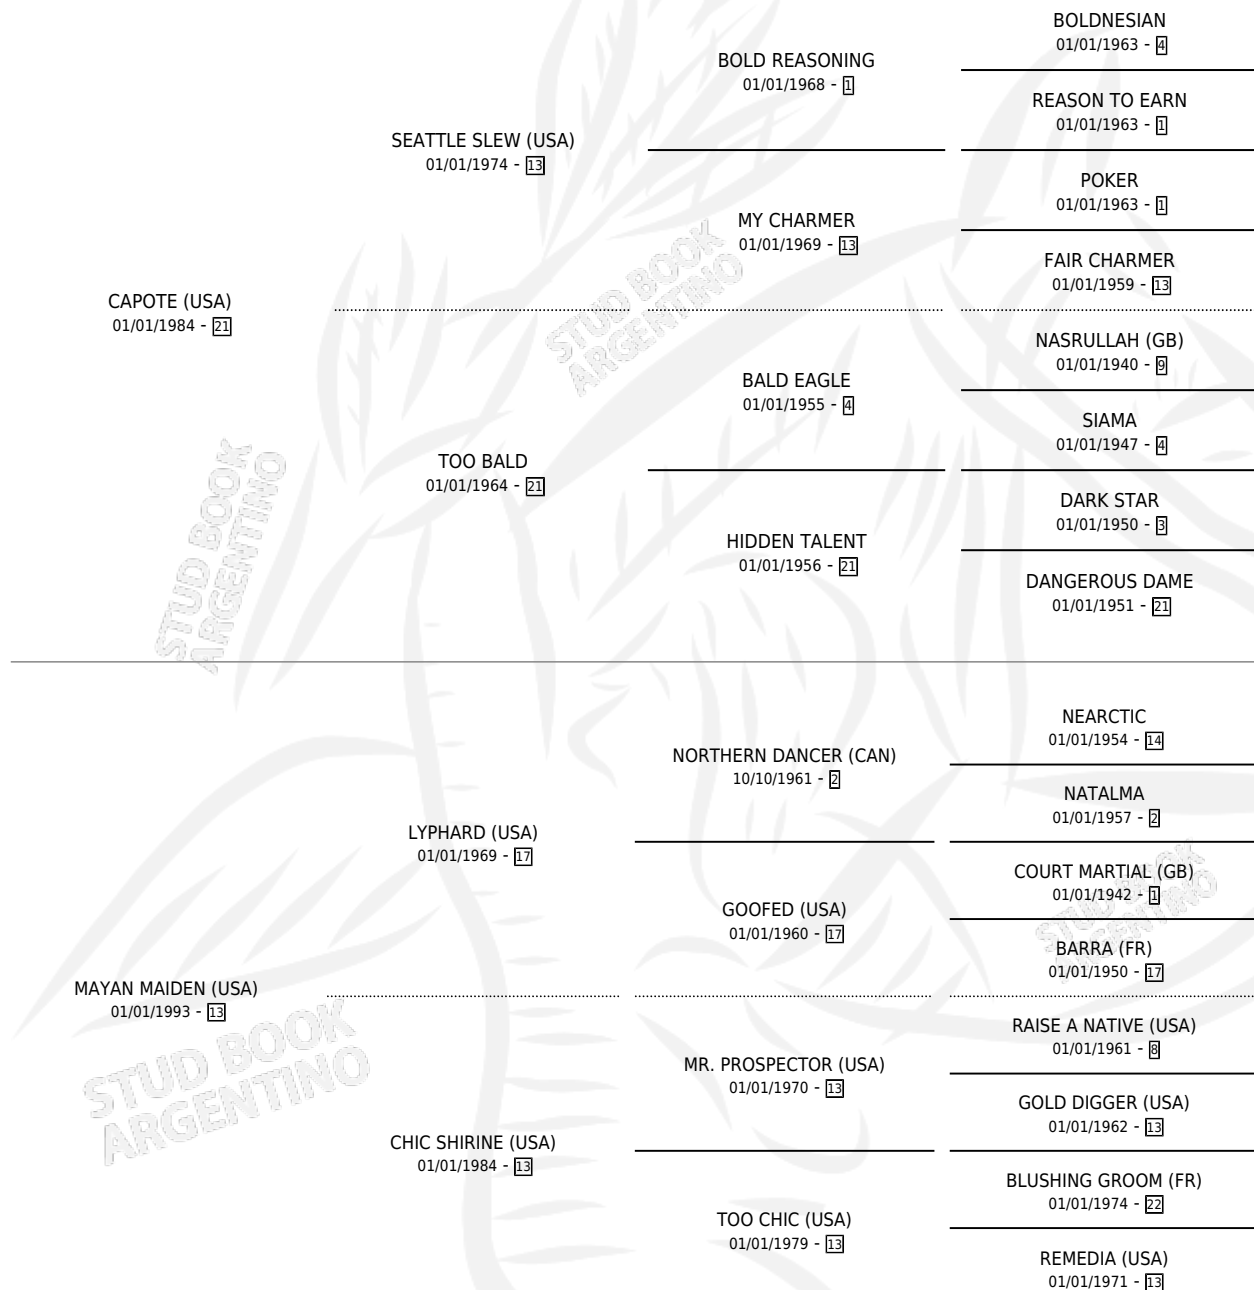 BOLDNESIAN
01/01/1963 - 4
BOLD REASONING
01/01/1968 - 1
REASON TO EARN
01/01/1963 - 1
SEATTLE SLEW (USA)
01/01/1974 - 13
POKER
01/01/1963 - 1
MY CHARMER
01/01/1969 - 13
FAIR CHARMER
01/01/1959 - 13
CAPOTE (USA)
01/01/1984 - 21
STUD BOOK
ARGENTINO
NASRULLAH (GB)
01/01/1940 - 9
BALD EAGLE
01/01/1955 - 4
SIAMA
01/01/1947 - 4
TOO BALD
01/01/1964 - 21
DARK STAR
01/01/1950 - 3
HIDDEN TALENT
01/01/1956 - 21
DANGEROUS DAME
01/01/1951 - 21
STUD BOOK
ARGENTINO
NEARCTIC
01/01/1954 - 14
NORTHERN DANCER (CAN)
10/10/1961 - 2
NATALMA
01/01/1957 - 2
LYPHARD (USA)
01/01/1969 - 17
COURT MARTIAL (GB)
01/01/1942 - 1
GOOFED (USA)
01/01/1960 - 17
STUD BOOK
ARGENTINO
BARRA (FR)
01/01/1950 - 17
MAYAN MAIDEN (USA)
01/01/1993 - 13
RAISE A NATIVE (USA)
01/01/1961 - 8
MR. PROSPECTOR (USA)
01/01/1970 - 13
STUD BOOK
ARGENTINO
GOLD DIGGER (USA)
01/01/1962 - 13
CHIC SHIRINE (USA)
01/01/1984 - 13
BLUSHING GROOM (FR)
01/01/1974 - 22
TOO CHIC (USA)
01/01/1979 - 13
REMEDIA (USA)
01/01/1971 - 13